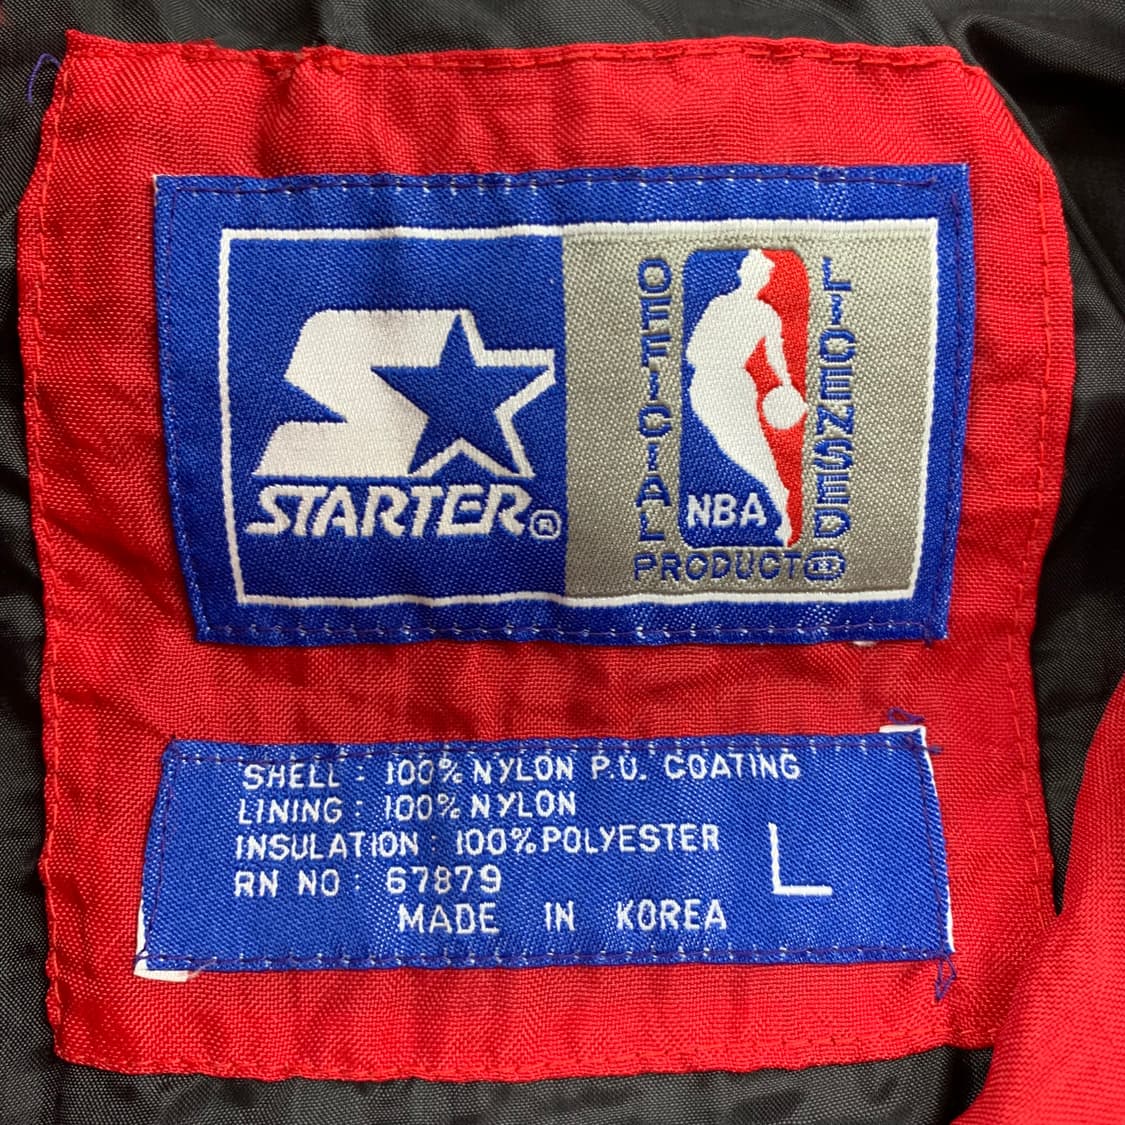 STARTER®
OFFICIAL
NBA
LICENSED
PRODUCT
SHELL : 100% NYLON P.U. COATING
LINING : 100% NYLON
INSULATION : 100% POLYESTER
RN NO : 67879
MADE IN KOREA
L